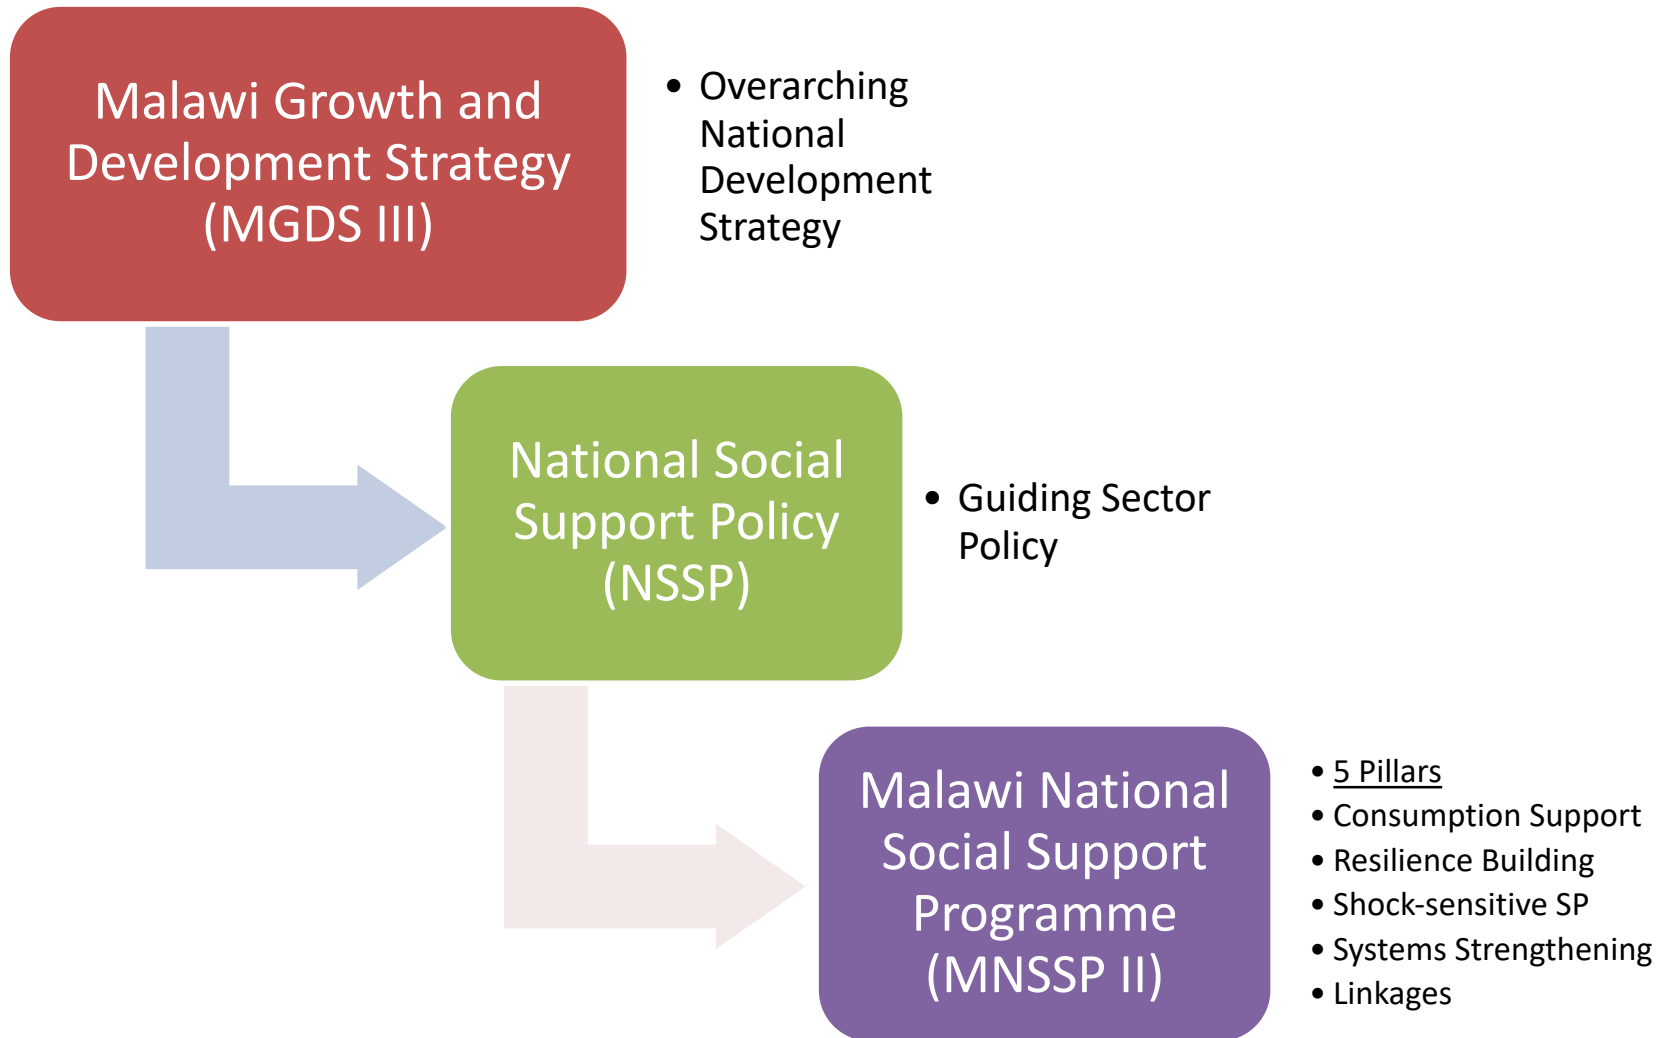 Malawi Growth and
Development Strategy
(MGDS III)
• Overarching
National
Development
Strategy
National Social
Support Policy
(NSSP)
• Guiding Sector
Policy
Malawi National
Social Support
Programme
(MNSSP II)
• 5 Pillars
• Consumption Support
• Resilience Building
• Shock-sensitive SP
• Systems Strengthening
• Linkages